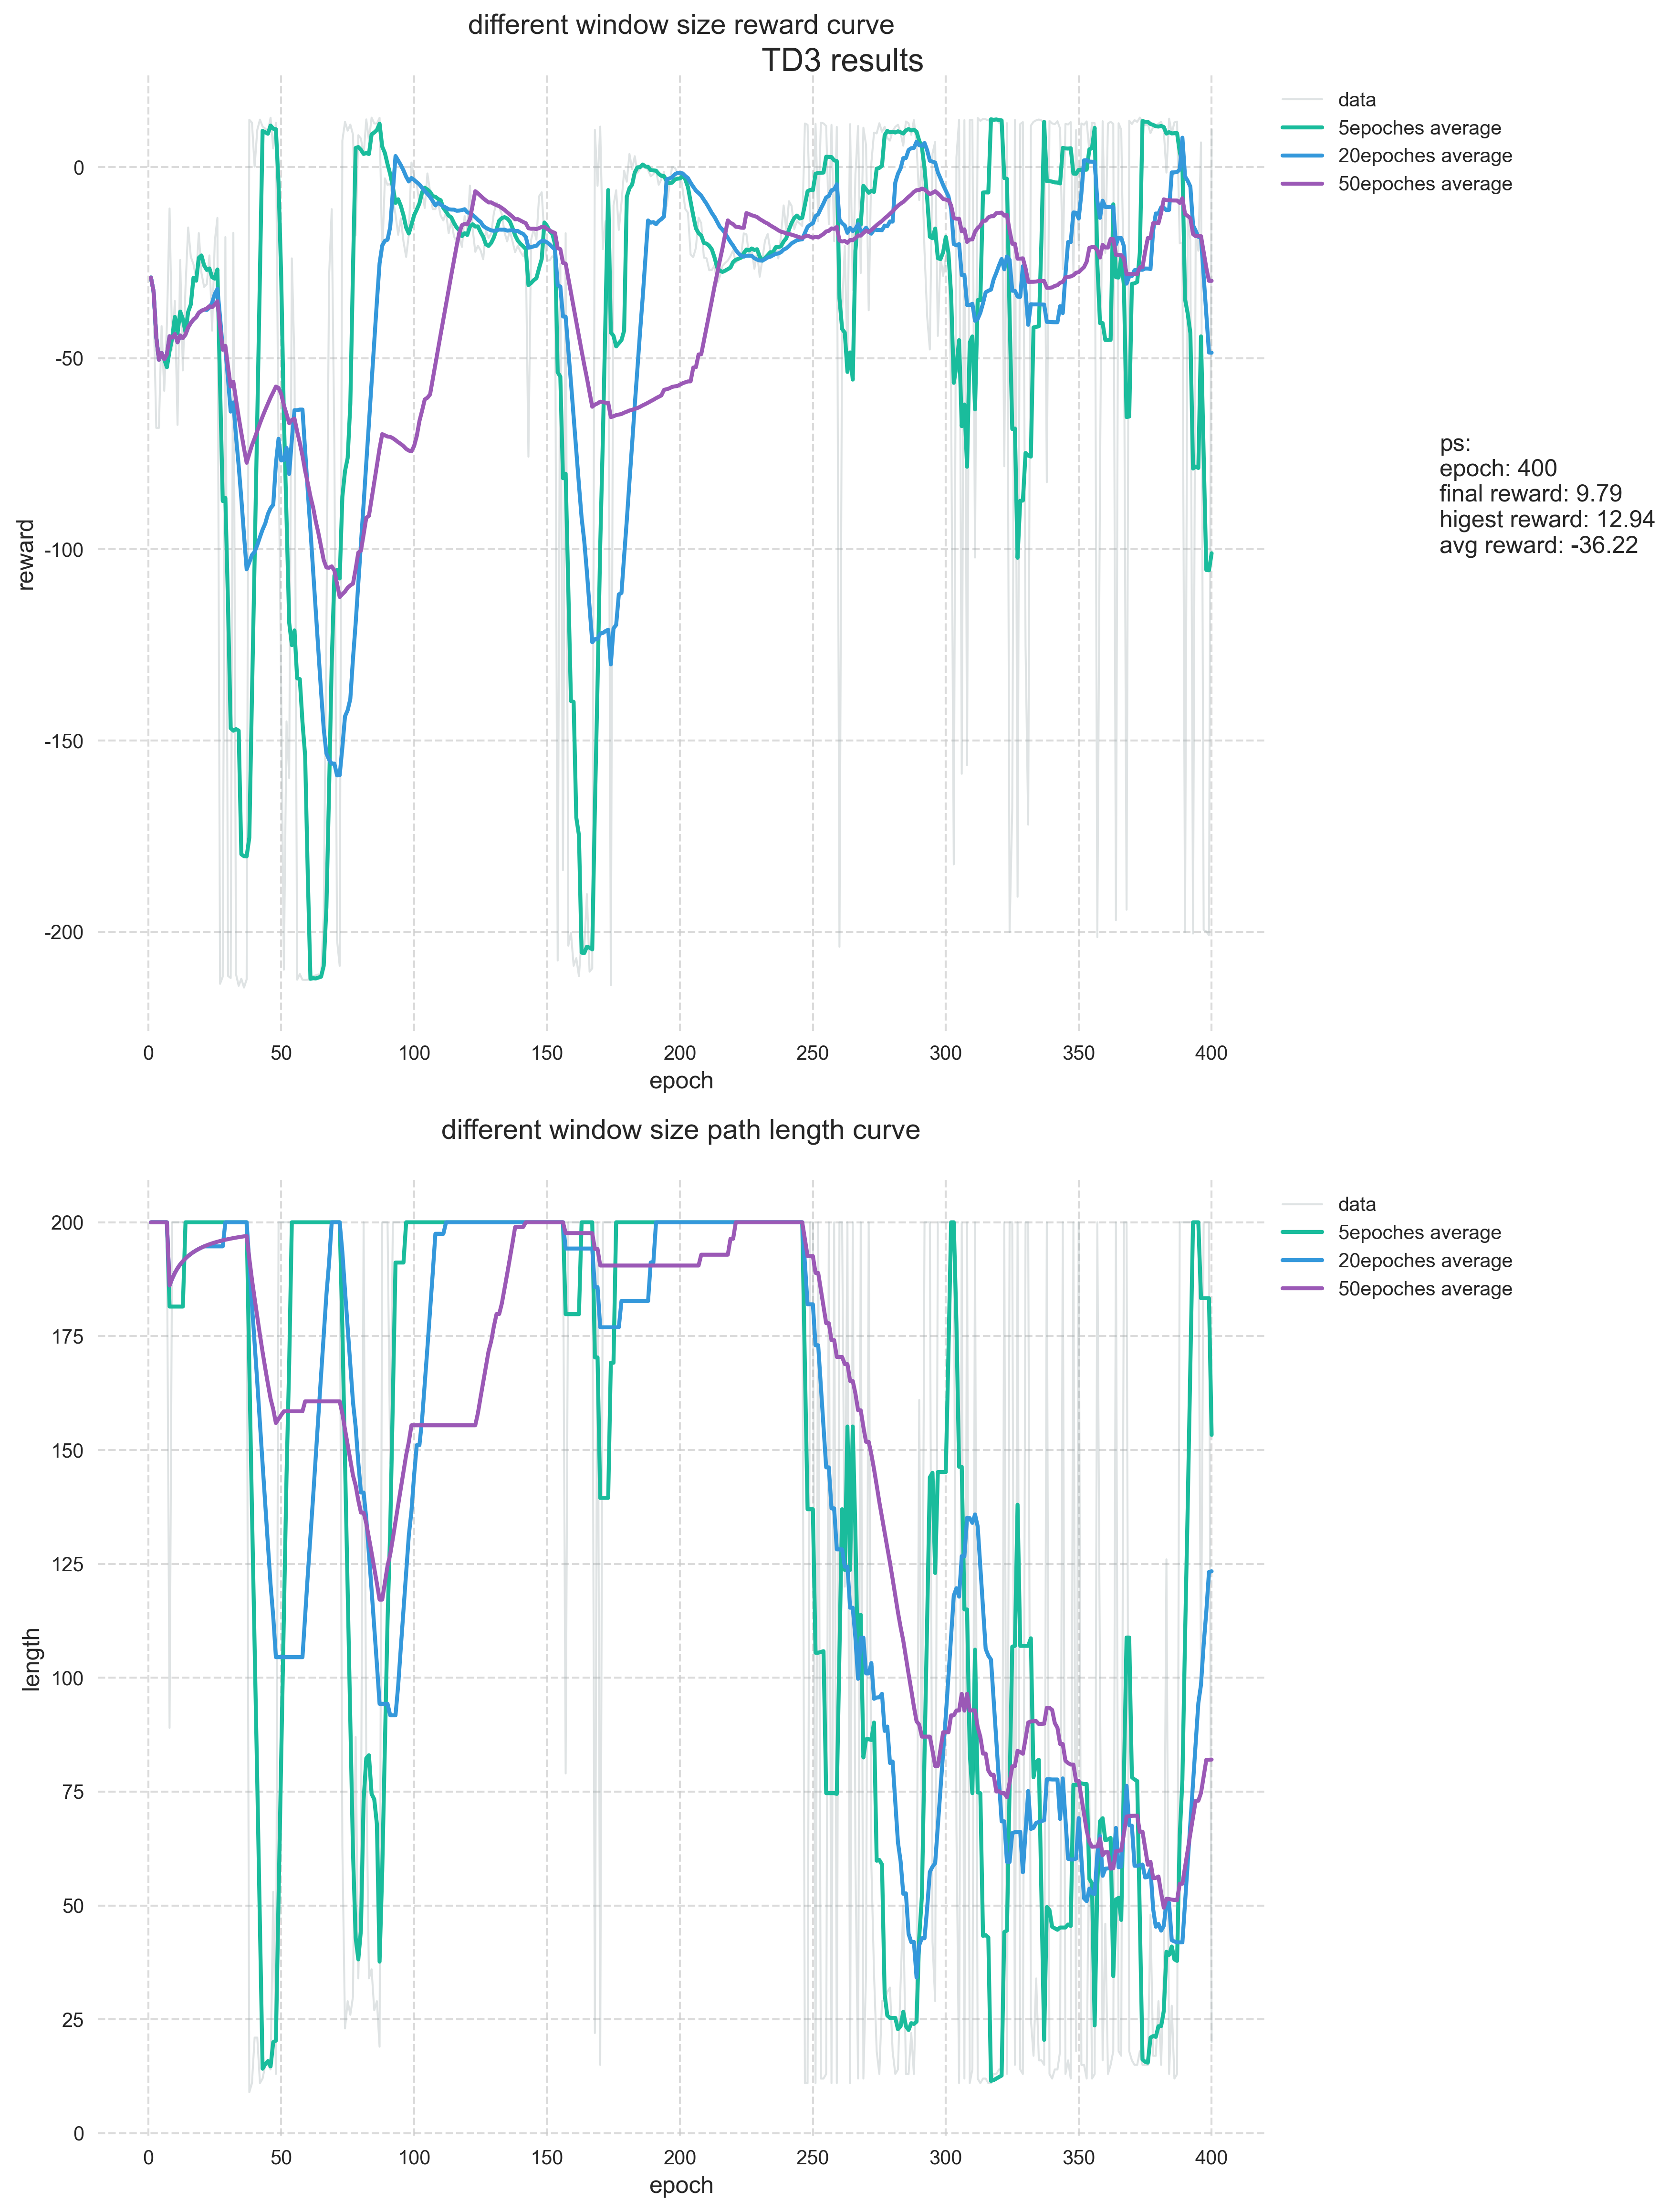 different window size reward curve
TD3 results
data
5epoches average
20epoches average
50epoches average
0
-50
-100
-150
-200
reward
ps:
epoch: 400
final reward: 9.79
higest reward: 12.94
avg reward: -36.22
0 50 100 150 200 250 300 350 400
epoch
different window size path length curve
data
5epoches average
20epoches average
50epoches average
200
175
150
125
100
75
50
25
0
length
0 50 100 150 200 250 300 350 400
epoch